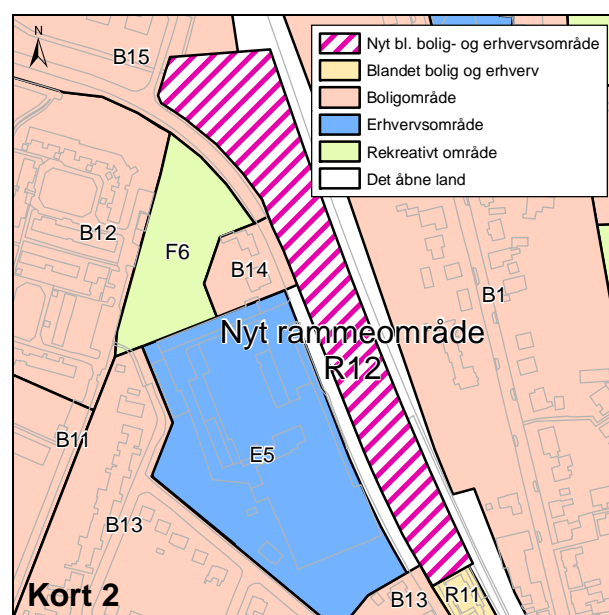 N
B15
Nyt bl. bolig- og erhvervsområde
Blandet bolig og erhverv
Boligområde
Erhvervsområde
Rekreativt område
Det åbne land
B12
F6
B14
B1
Nyt rammeområde
R12
B11
E5
B13
Kort 2
B13
R11